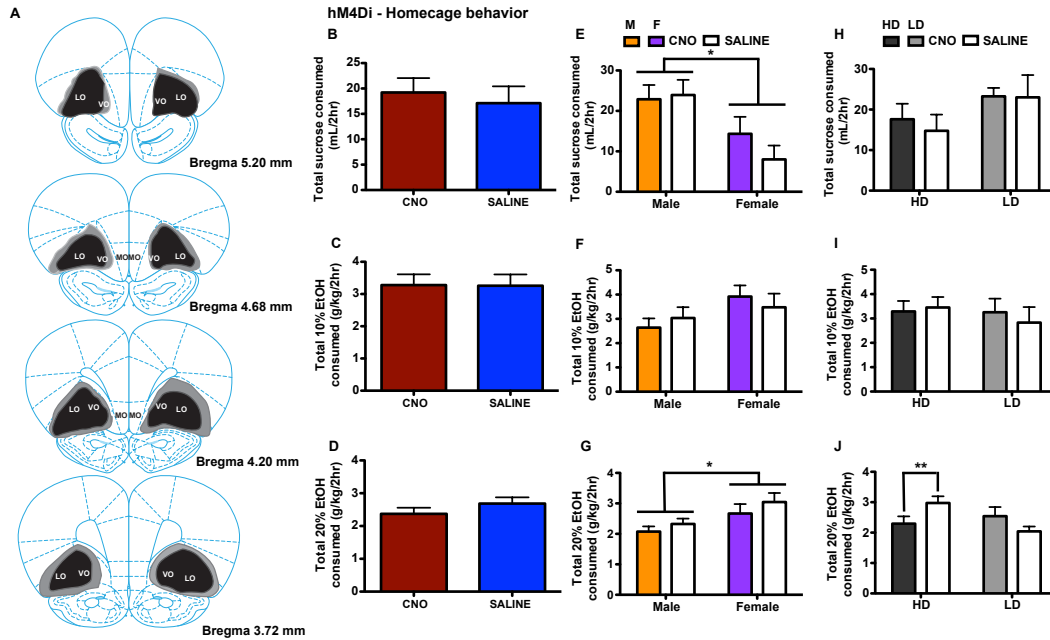 A
LO
VO
VO
LO
Bregma 5.20 mm
LO
VO
MO
MO
VO
LO
Bregma 4.68 mm
LO
VO
MO
MO
VO
LO
Bregma 4.20 mm
LO
VO
VO
LO
Bregma 3.72 mm
hM4Di - Homecage behavior
B
Total sucrose consumed
(mL/2hr)
25
20
15
10
5
0
CNO
SALINE
C
Total 10% EtOH
consumed (g/kg/2hr)
4
3
2
1
0
CNO
SALINE
D
Total 20% EtOH
consumed (g/kg/2hr)
4
3
2
1
0
CNO
SALINE
M F
E
CNO SALINE
*
Total sucrose consumed
(mL/2hr)
30
20
10
0
Male
Female
F
Total 10% EtOH
consumed (g/kg/2hr)
5
4
3
2
1
0
Male
Female
G
*
Total 20% EtOH
consumed (g/kg/2hr)
4
3
2
1
0
Male
Female
HD LD
H
CNO SALINE
Total sucrose consumed
(mL/2hr)
30
20
10
0
HD
LD
I
Total 10% EtOH
consumed (g/kg/2hr)
5
4
3
2
1
0
HD
LD
J
**
Total 20% EtOH
consumed (g/kg/2hr)
4
3
2
1
0
HD
LD